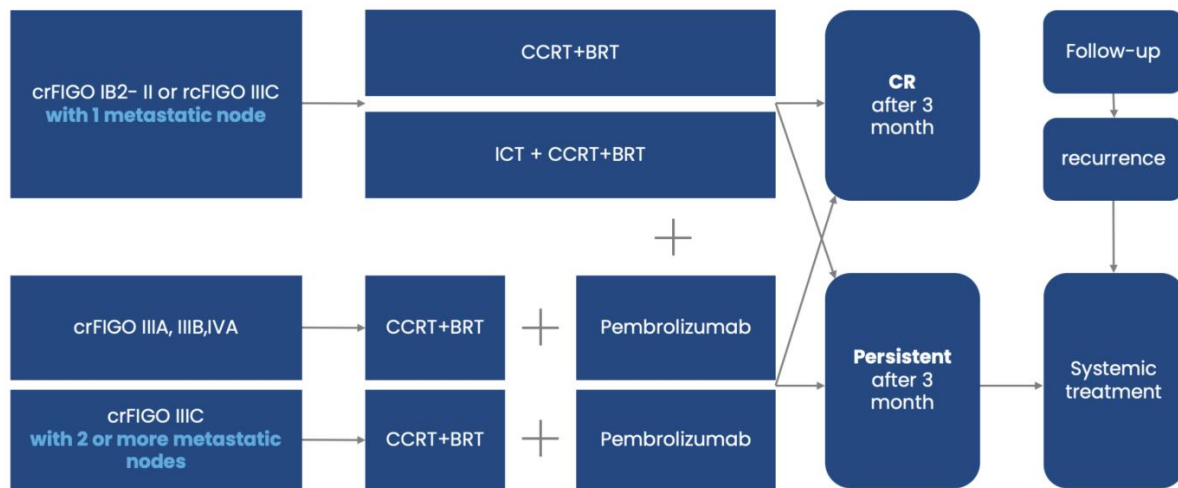 crFIGO IB2- II or rcFIGO IIIC
with 1 metastatic node
CCRT+BRT
ICT + CCRT+BRT
CR
after 3
month
Follow-up
recurrence
+
crFIGO IIIA, IIIB,IVA
CCRT+BRT
+
Pembrolizumab
crFIGO IIIC
with 2 or more metastatic
nodes
CCRT+BRT
+
Pembrolizumab
Persistent
after 3
month
Systemic
treatment